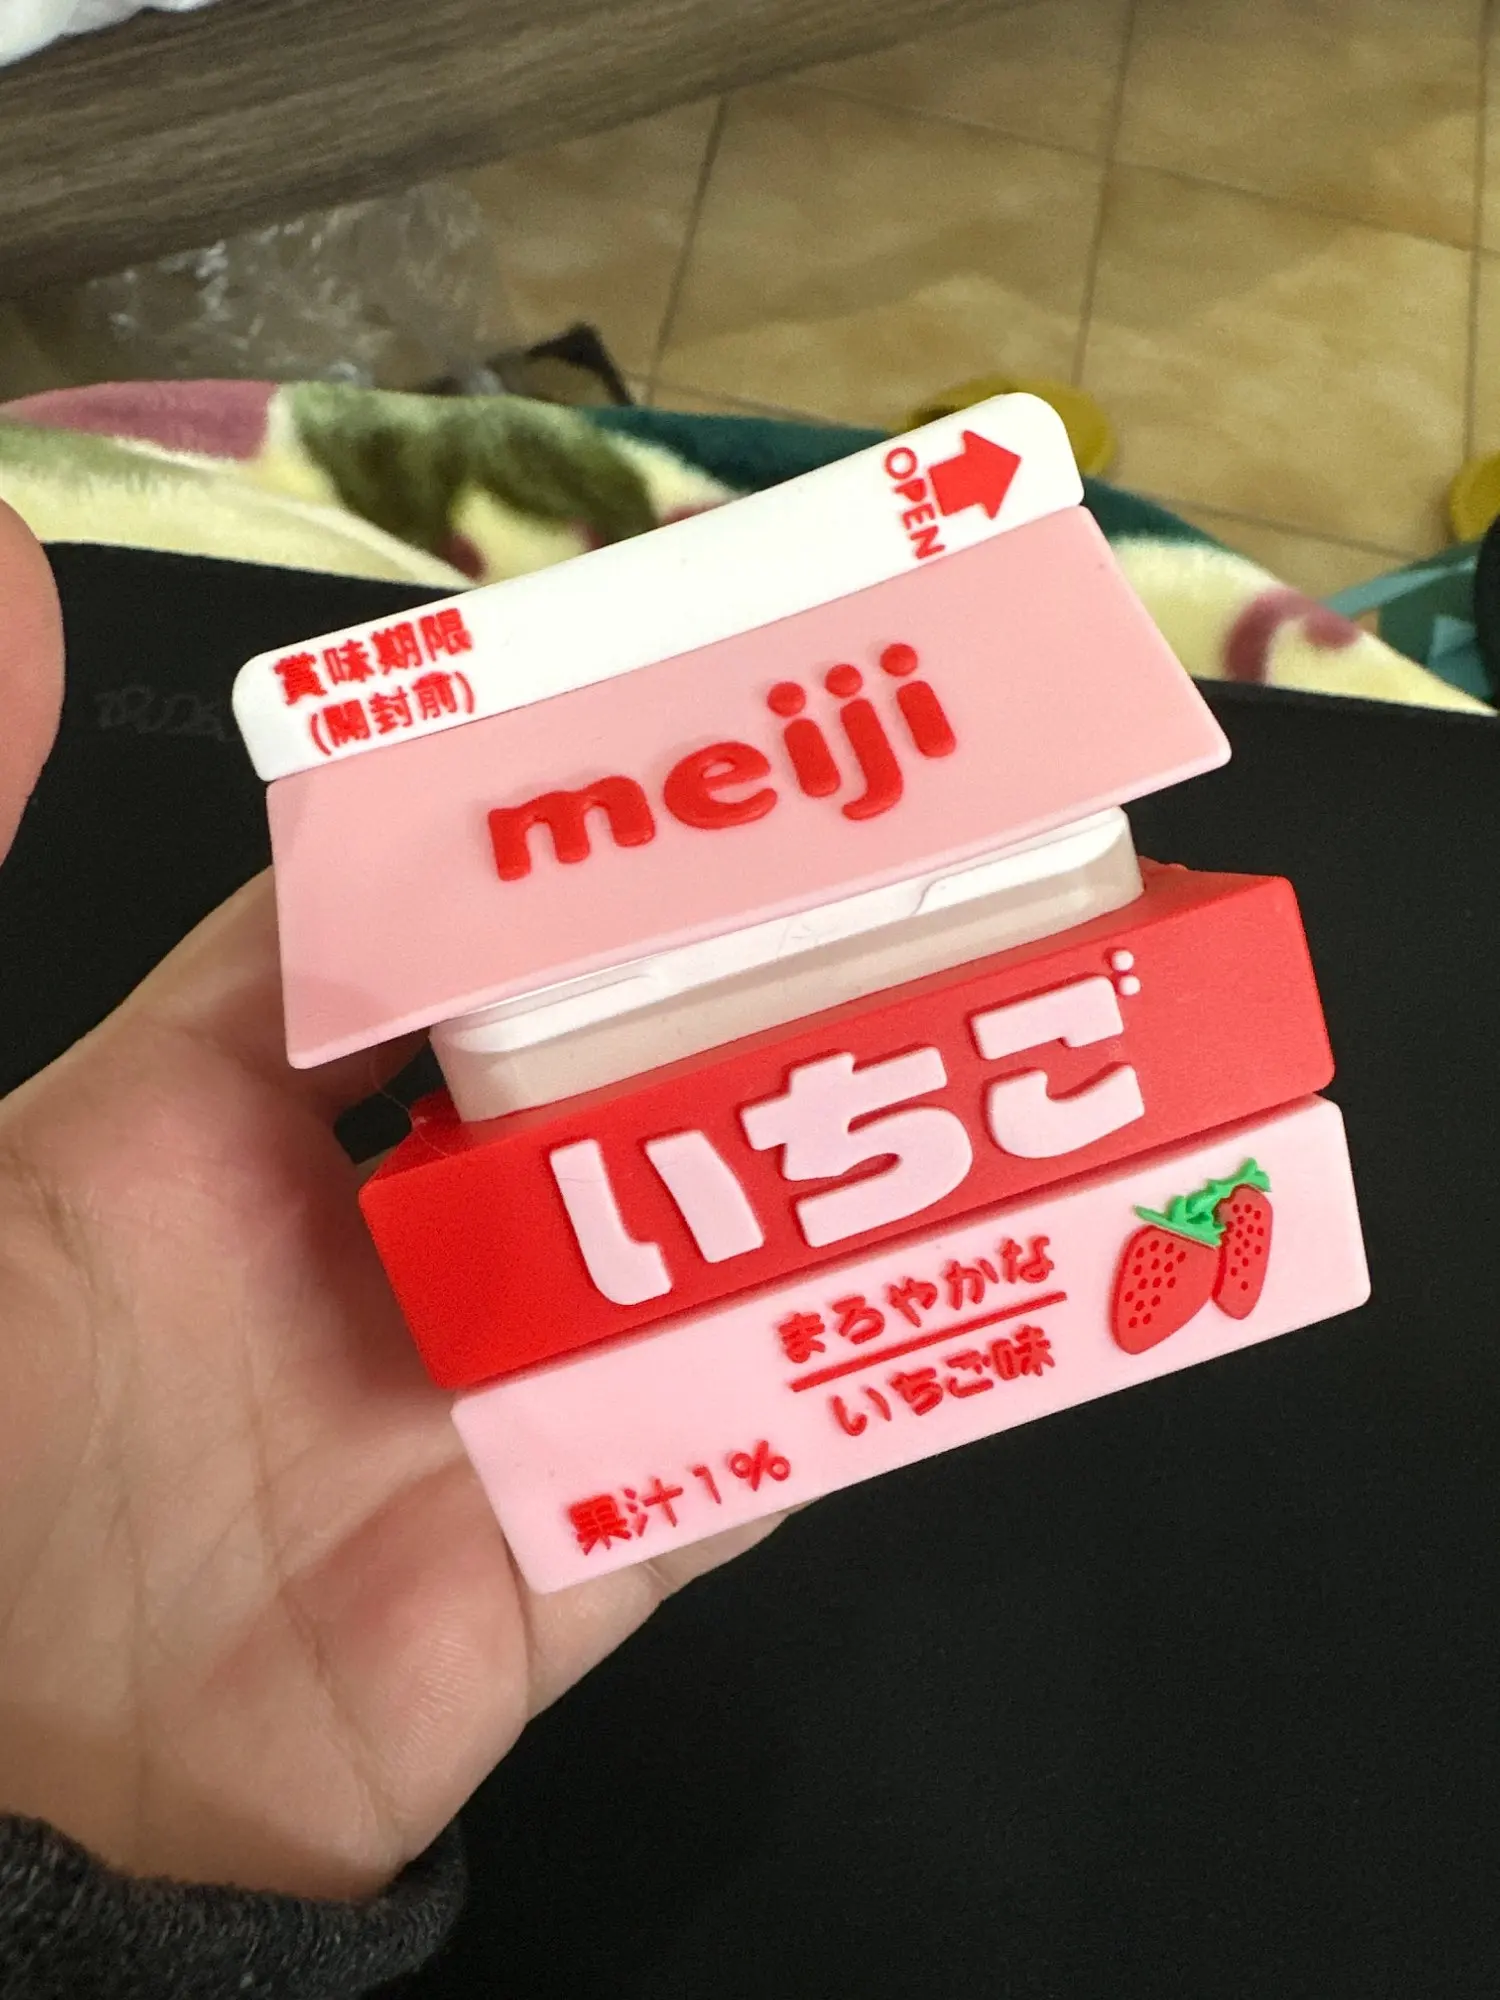 OPEN
賞味期限
(開封前)
meiji
いちご
まろやかな
いちご味
果汁1%